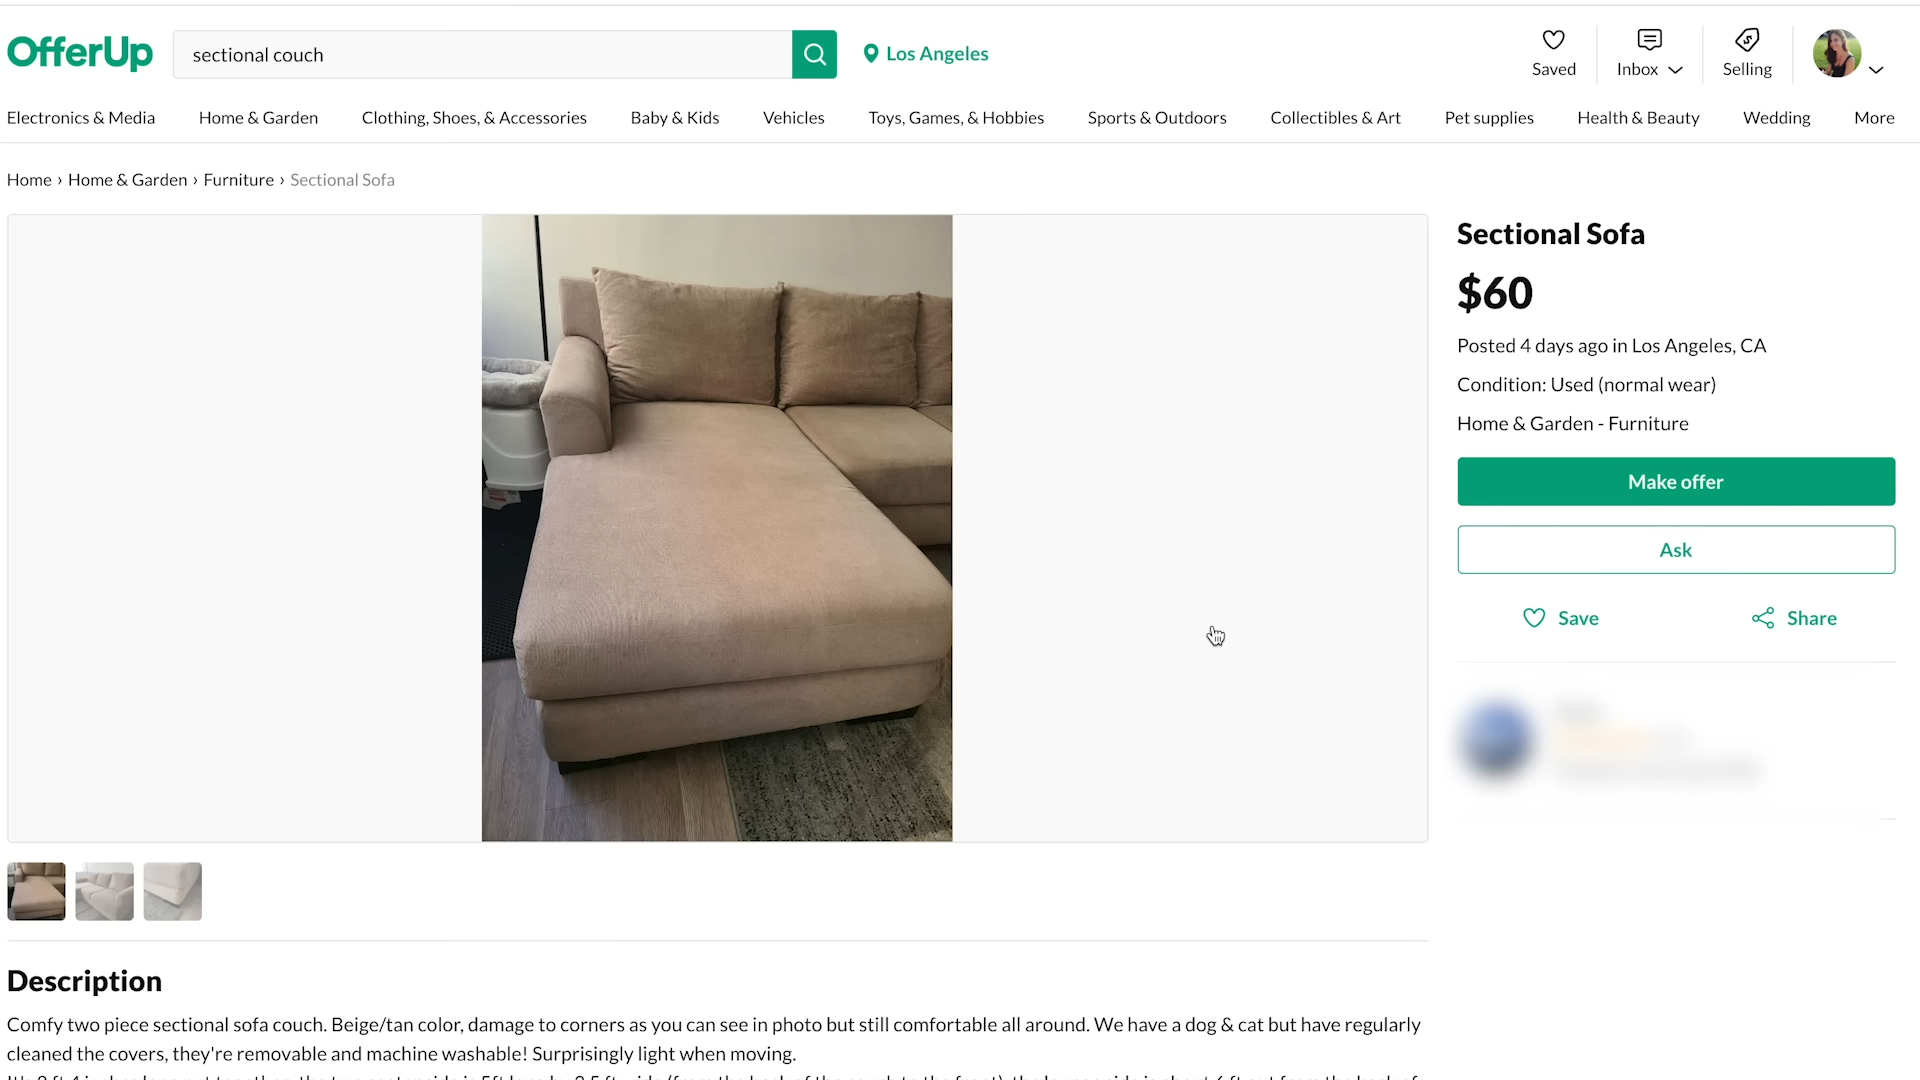 OfferUp
sectional couch
Los Angeles
Saved
Inbox
Selling
Electronics & Media
Home & Garden
Clothing, Shoes, & Accessories
Baby & Kids
Vehicles
Toys, Games, & Hobbies
Sports & Outdoors
Collectibles & Art
Pet supplies
Health & Beauty
Wedding
More
Home › Home & Garden › Furniture › Sectional Sofa
Sectional Sofa
$60
Posted 4 days ago in Los Angeles, CA
Condition: Used (normal wear)
Home & Garden - Furniture
Make offer
Ask
Save
Share
Description
Comfy two piece sectional sofa couch. Beige/tan color, damage to corners as you can see in photo but still comfortable all around. We have a dog & cat but have regularly
cleaned the covers, they're removable and machine washable! Surprisingly light when moving.